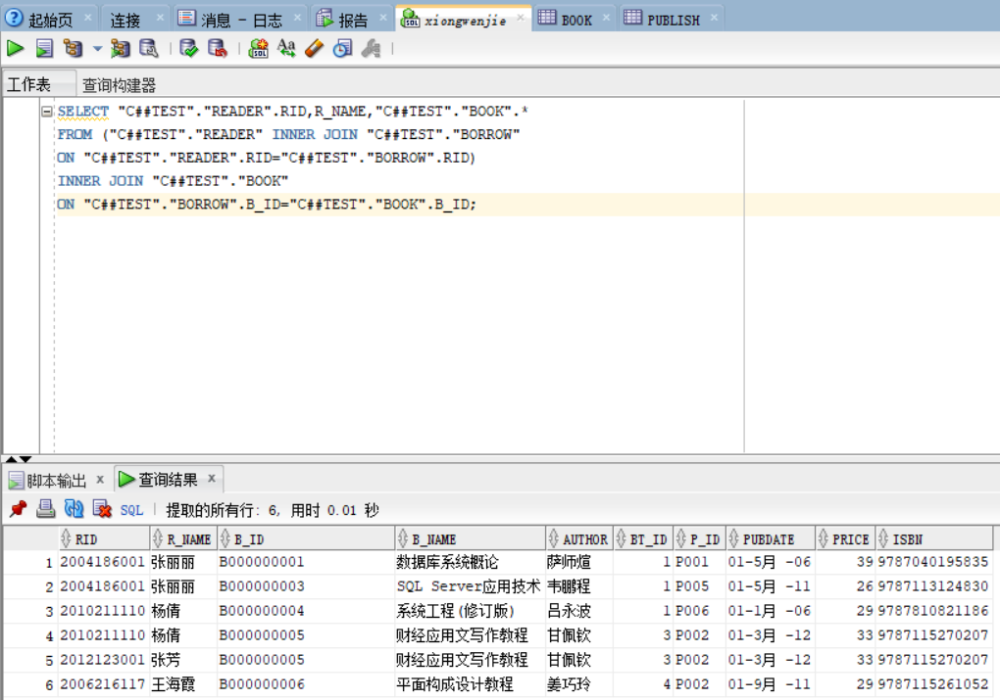 起始页 连接 消息 - 日志 报告 xiongwenjie BOOK PUBLISH
工作表 查询构建器
SELECT "C##TEST"."READER".RID,R_NAME,"C##TEST"."BOOK".*
FROM ("C##TEST"."READER" INNER JOIN "C##TEST"."BORROW"
ON "C##TEST"."READER".RID="C##TEST"."BORROW".RID)
INNER JOIN "C##TEST"."BOOK"
ON "C##TEST"."BORROW".B_ID="C##TEST"."BOOK".B_ID;
脚本输出 x 查询结果 x
SQL | 提取的所有行: 6, 用时 0.01 秒
RID R_NAME B_ID B_NAME AUTHOR BT_ID P_ID PUBDATE PRICE ISBN
1 2004186001 张丽丽 B000000001 数据库系统概论 萨师煊 1 P001 01-5月 -06 39 9787040195835
2 2004186001 张丽丽 B000000003 SQL Server应用技术 韦鹏程 1 P005 01-5月 -11 26 9787113124830
3 2010211110 杨倩 B000000004 系统工程(修订版) 吕永波 1 P006 01-1月 -06 29 9787810821186
4 2010211110 杨倩 B000000005 财经应用文写作教程 甘佩钦 3 P002 01-3月 -12 33 9787115270207
5 2012123001 张芳 B000000005 财经应用文写作教程 甘佩钦 3 P002 01-3月 -12 33 9787115270207
6 2006216117 王海霞 B000000006 平面构成设计教程 姜巧玲 4 P002 01-9月 -11 29 9787115261052